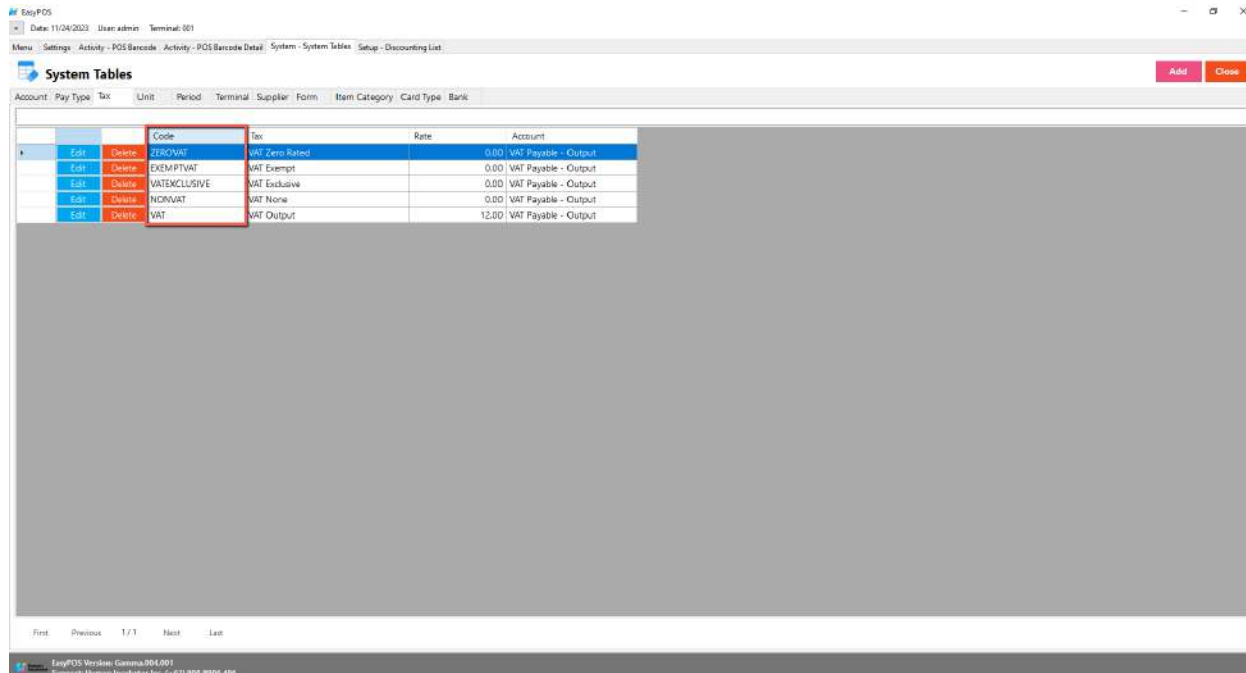 EasyPOS
Date: 11/24/2023 User: admin Terminal: 001
Menu Settings Activity - POS Barcode Activity - POS Barcode Detail System - System Tables Setup - Discounting List
System Tables Add Close
Account Pay Type Tax Unit Period Terminal Supplier Form Item Category Card Type Bank
Code Tax Rate Account
Edit Delete ZEROVAT VAT Zero Rated 0.00 VAT Payable - Output
Edit Delete EXEMPTVAT VAT Exempt 0.00 VAT Payable - Output
Edit Delete VATEXCLUSIVE VAT Exclusive 0.00 VAT Payable - Output
Edit Delete NONVAT VAT None 0.00 VAT Payable - Output
Edit Delete VAT VAT Output 12.00 VAT Payable - Output
First Previous 1 / 1 Next Last
EasyPOS Version: Gamma.004.001